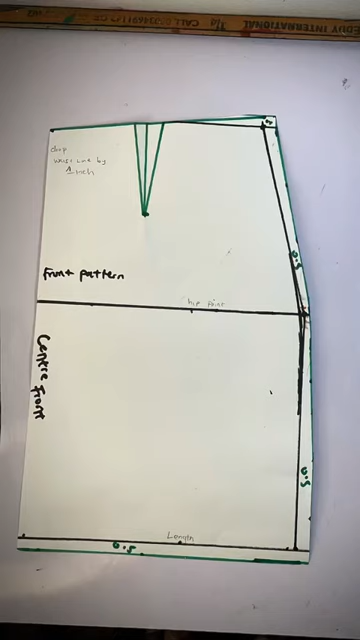 drop
waist line by
1 inch
Front pattern
hip point
0.5
Centre Front
0.5
Length
0.5